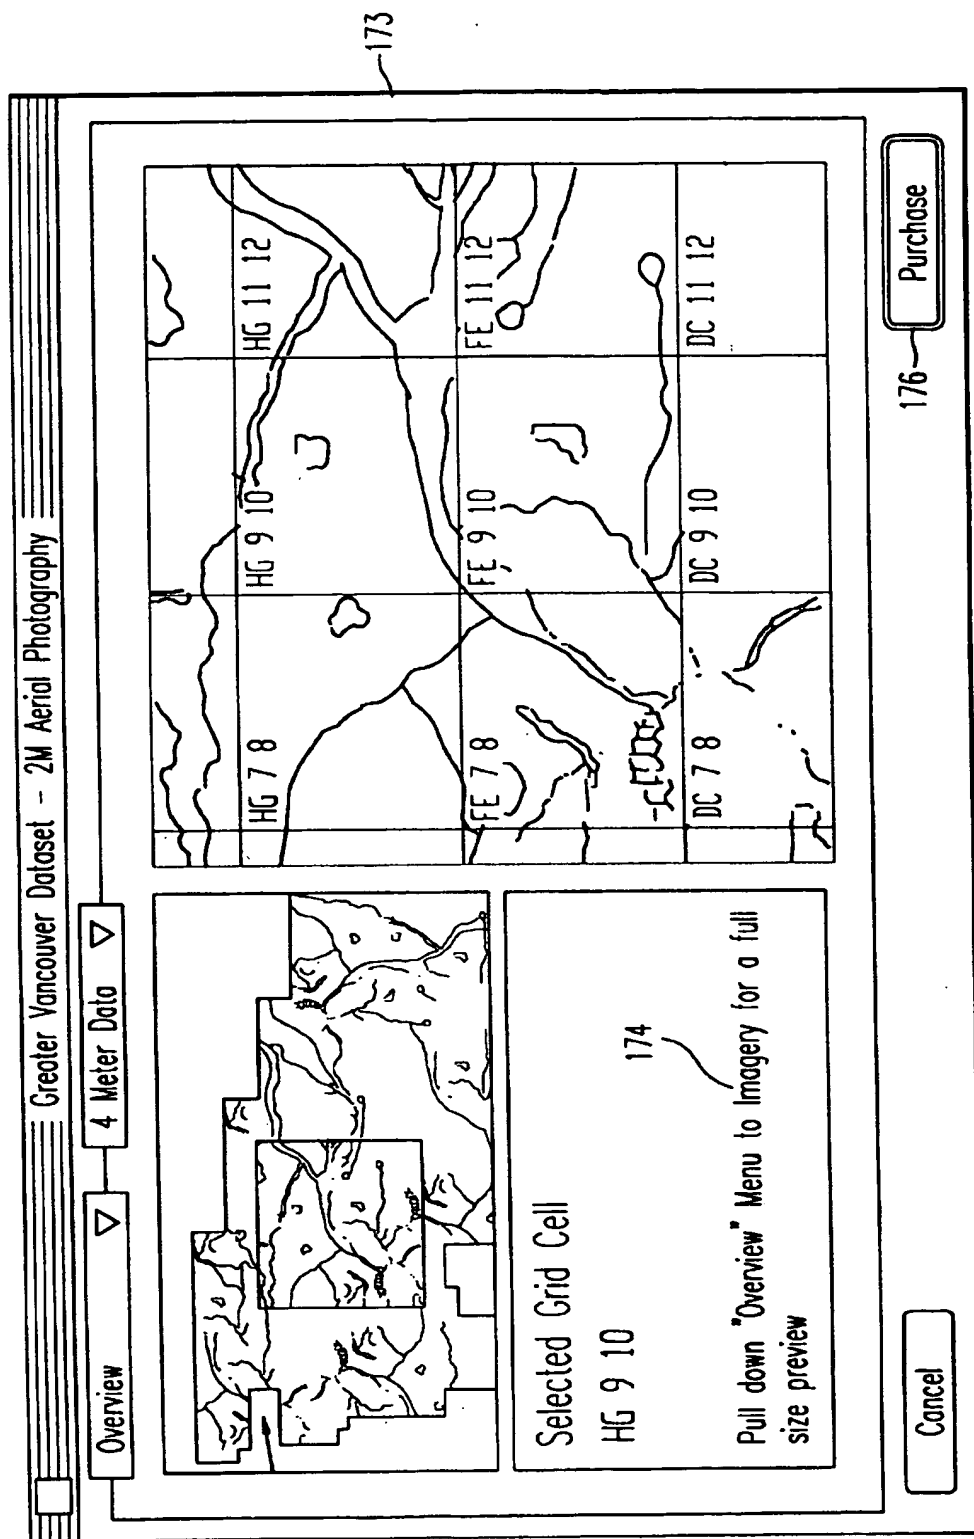 Greater Vancouver Dataset - 2M Aerial Photography
Overview
4 Meter Data
173
HG 7 8
HG 9 10
HG 11 12
FE 7 8
FE 9 10
FE 11 12
DC 7 8
DC 9 10
DC 11 12
Selected Grid Cell
HG 9 10
174
Pull down "Overview" Menu to Imagery for a full
size preview
Cancel
176
Purchase